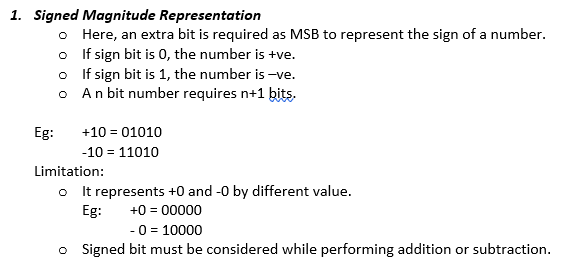 1. Signed Magnitude Representation
o Here, an extra bit is required as MSB to represent the sign of a number.
o If sign bit is 0, the number is +ve.
o If sign bit is 1, the number is –ve.
o A n bit number requires n+1 bits.
Eg: +10 = 01010
-10 = 11010
Limitation:
o It represents +0 and -0 by different value.
Eg: +0 = 00000
- 0 = 10000
o Signed bit must be considered while performing addition or subtraction.